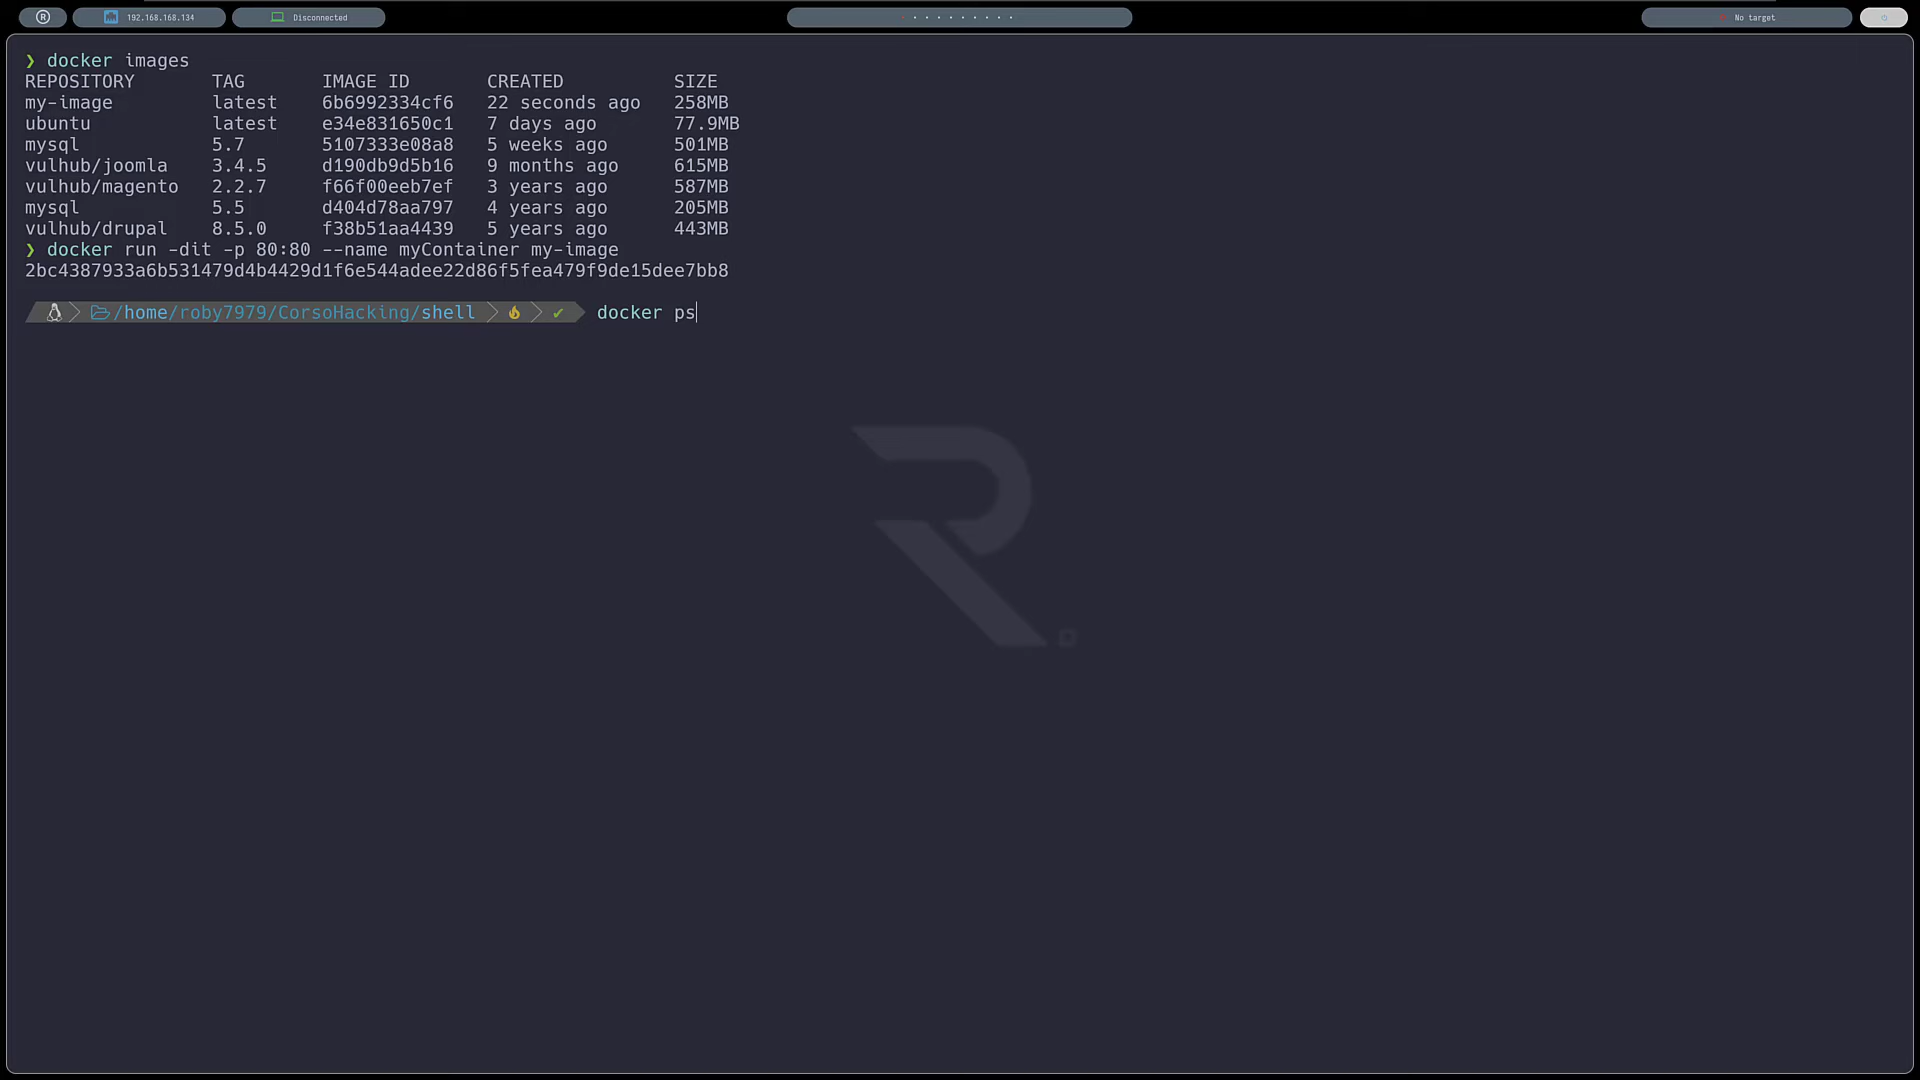 R 192.168.168.134 Disconnected No target
❯ docker images
REPOSITORY TAG IMAGE ID CREATED SIZE
my-image latest 6b6992334cf6 22 seconds ago 258MB
ubuntu latest e34e831650c1 7 days ago 77.9MB
mysql 5.7 5107333e08a8 5 weeks ago 501MB
vulhub/joomla 3.4.5 d190db9d5b16 9 months ago 615MB
vulhub/magento 2.2.7 f66f00eeb7ef 3 years ago 587MB
mysql 5.5 d404d78aa797 4 years ago 205MB
vulhub/drupal 8.5.0 f38b51aa4439 5 years ago 443MB
❯ docker run -dit -p 80:80 --name myContainer my-image
2bc4387933a6b531479d4b4429d1f6e544adee22d86f5fea479f9de15dee7bb8
/home/roby7979/CorsoHacking/shell ✔ docker ps
R